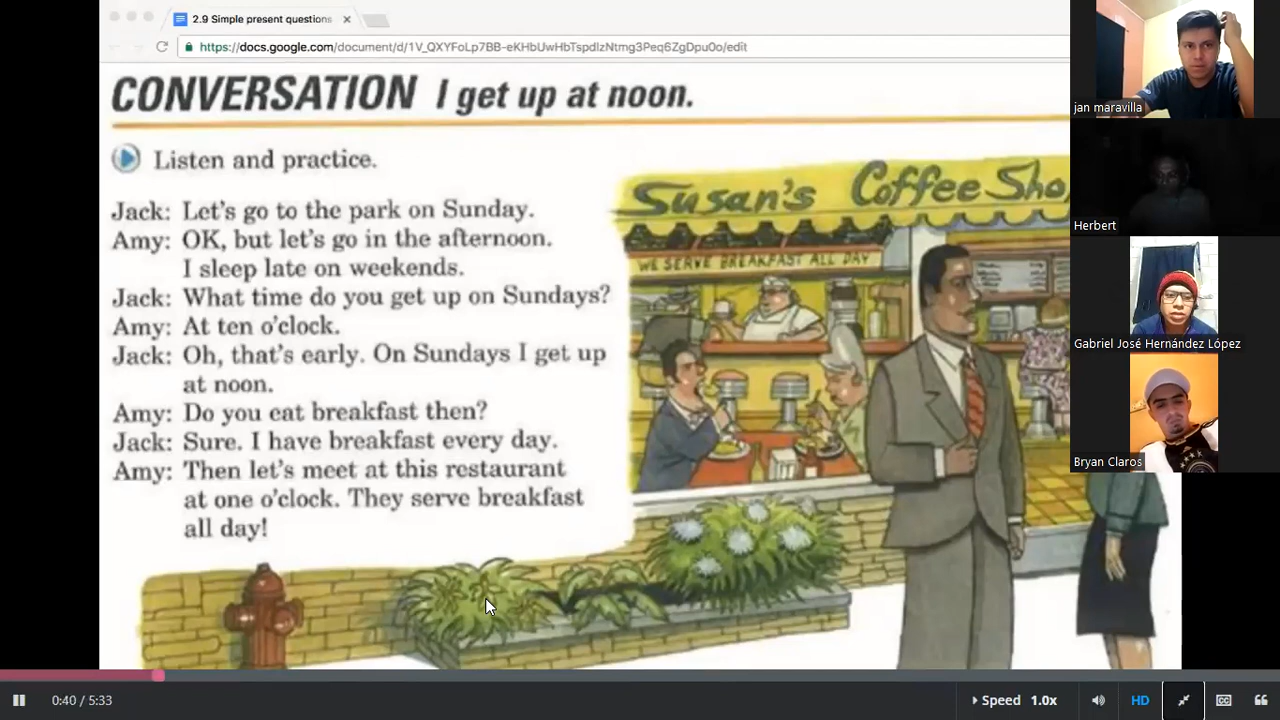 2.9 Simple present questions
https://docs.google.com/document/d/1V_QXYFoLp7BB-eKHbUwHbTspdlzNtmg3Peq6ZgDpu0o/edit
CONVERSATION I get up at noon.
Listen and practice.
Jack: Let's go to the park on Sunday.
Amy: OK, but let's go in the afternoon.
I sleep late on weekends.
Jack: What time do you get up on Sundays?
Amy: At ten o'clock.
Jack: Oh, that's early. On Sundays I get up
at noon.
Amy: Do you eat breakfast then?
Jack: Sure. I have breakfast every day.
Amy: Then let's meet at this restaurant
at one o'clock. They serve breakfast
all day!
Susan's Coffee Sho
WE SERVE BREAKFAST ALL DAY
jan maravilla
Herbert
Gabriel José Hernández López
Bryan Claros
0:40 / 5:33
Speed 1.0x
HD
CC